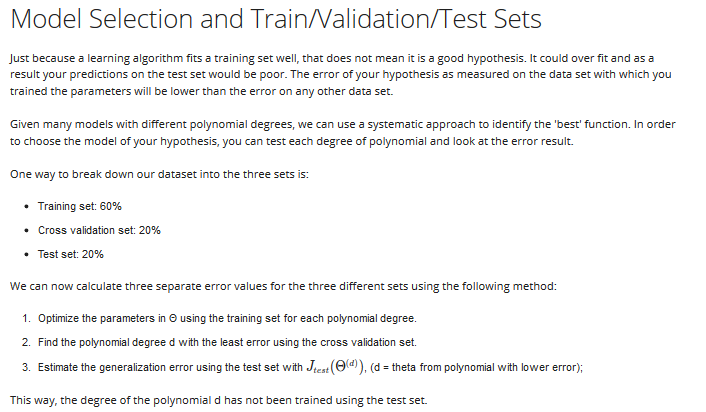 Model Selection and Train/Validation/Test Sets
Just because a learning algorithm fits a training set well, that does not mean it is a good hypothesis. It could over fit and as a
result your predictions on the test set would be poor. The error of your hypothesis as measured on the data set with which you
trained the parameters will be lower than the error on any other data set.
Given many models with different polynomial degrees, we can use a systematic approach to identify the 'best' function. In order
to choose the model of your hypothesis, you can test each degree of polynomial and look at the error result.
One way to break down our dataset into the three sets is:
• Training set: 60%
• Cross validation set: 20%
• Test set: 20%
We can now calculate three separate error values for the three different sets using the following method:
1. Optimize the parameters in Θ using the training set for each polynomial degree.
2. Find the polynomial degree d with the least error using the cross validation set.
3. Estimate the generalization error using the test set with J_{test}(Θ^{(d)}), (d = theta from polynomial with lower error);
This way, the degree of the polynomial d has not been trained using the test set.